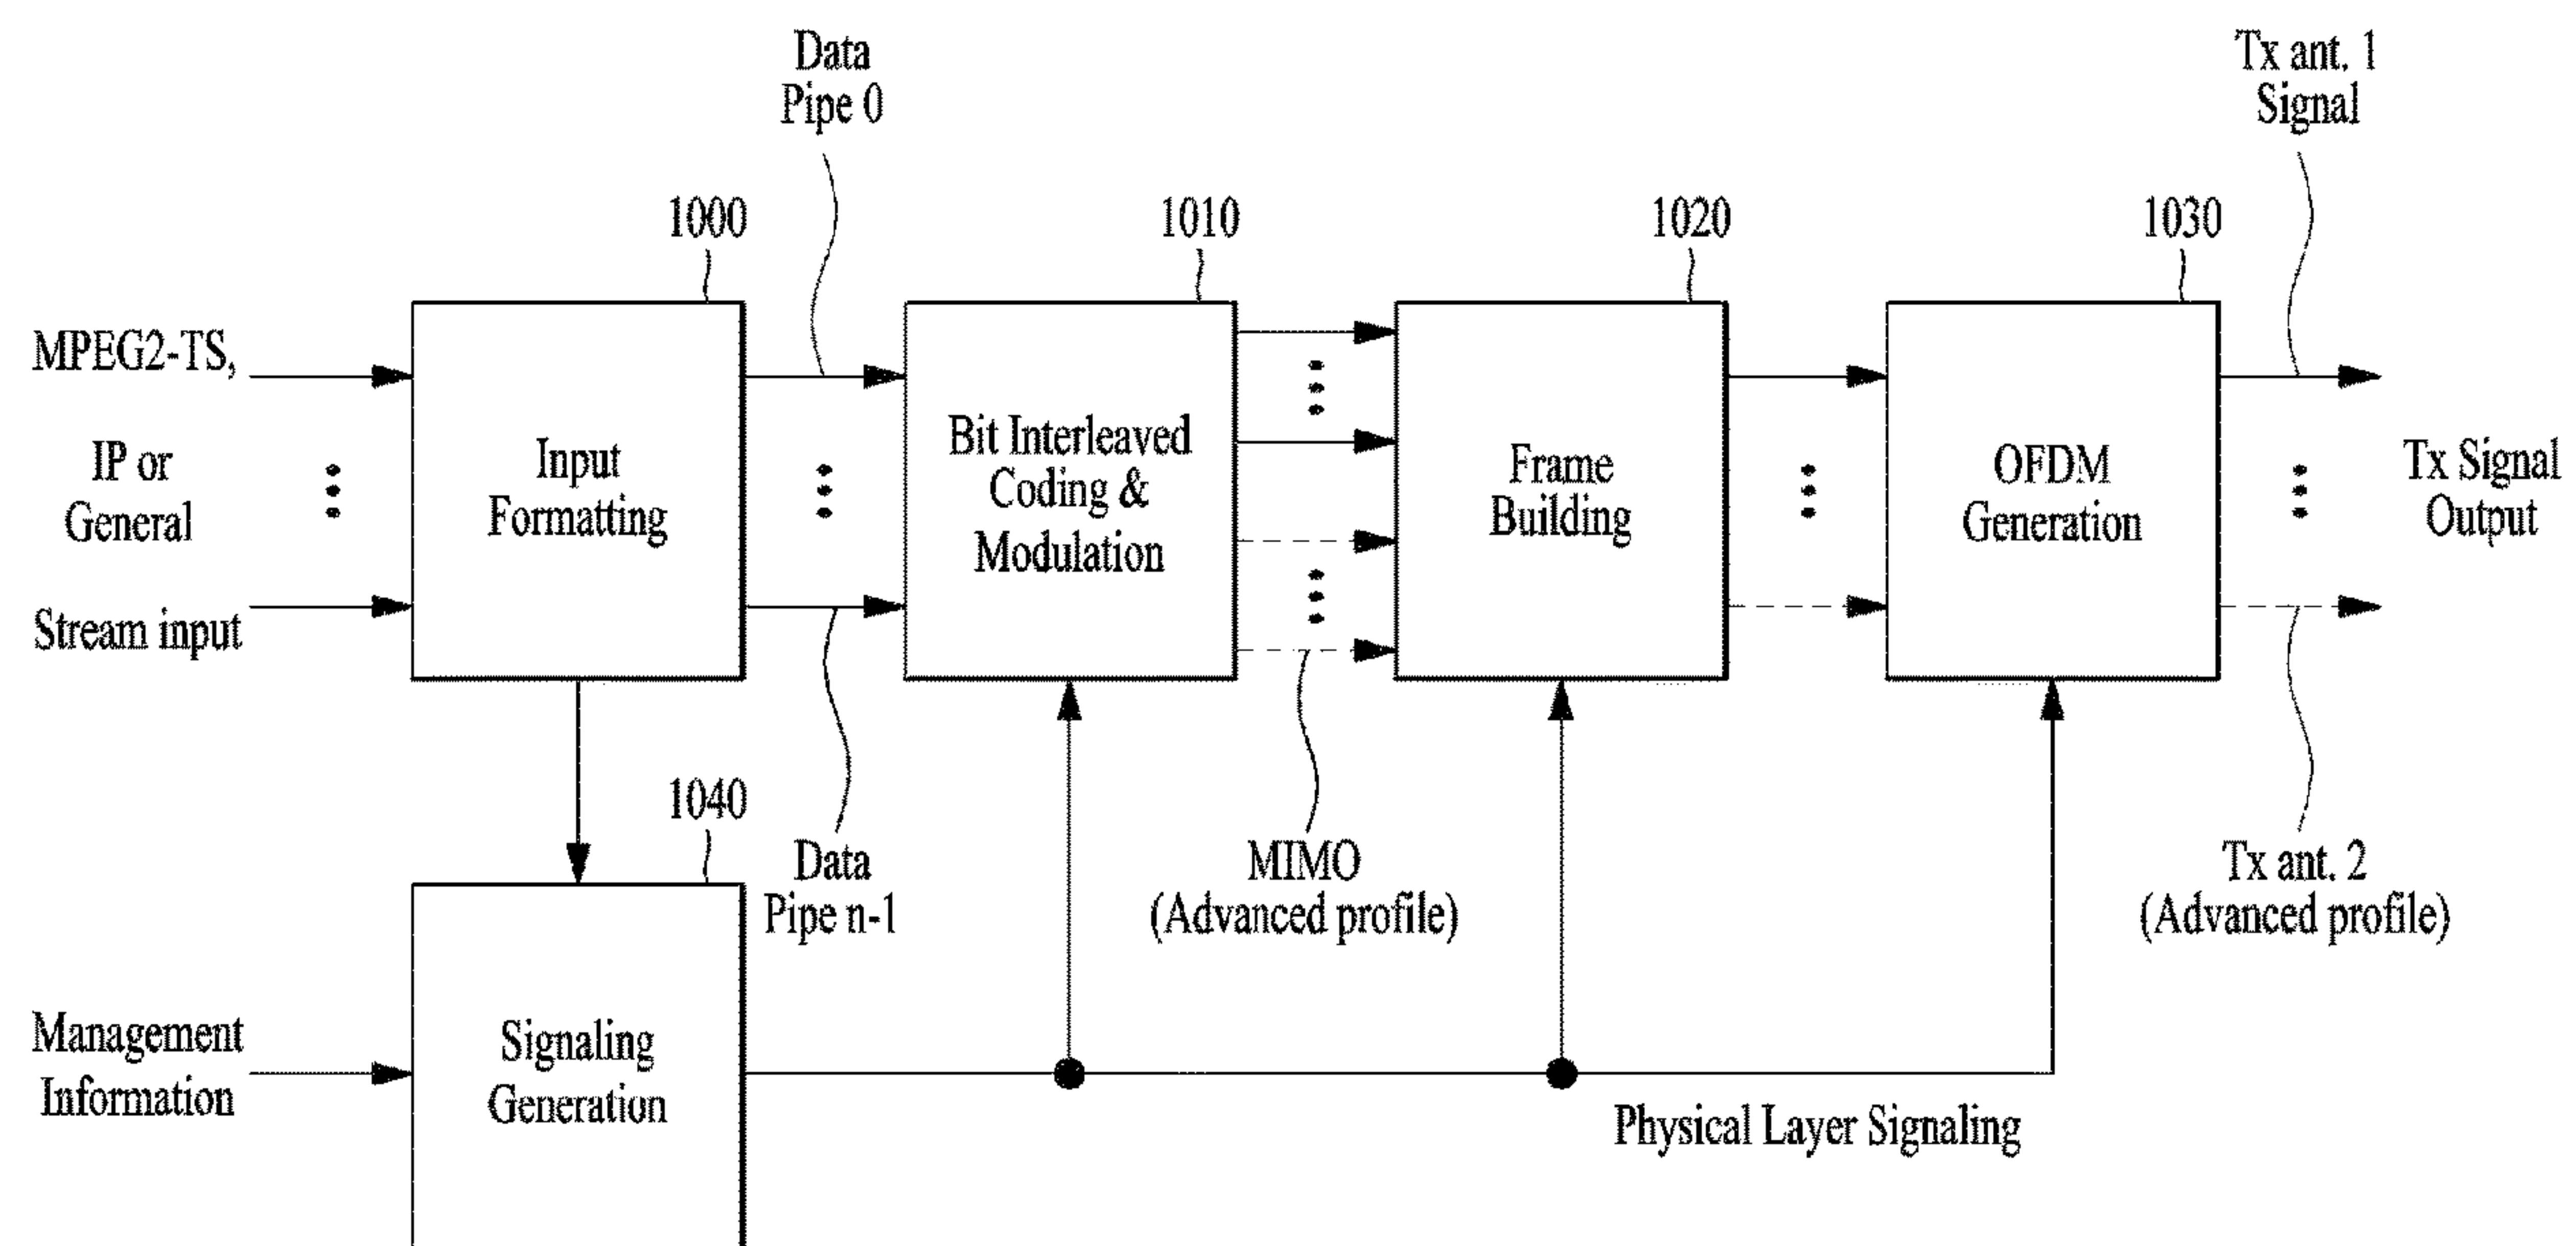 Data
Pipe 0
Tx ant. 1
Signal
1000
1010
1020
1030
MPEG2-TS,
IP or
General
Stream input
Input
Formatting
Bit Interleaved
Coding &
Modulation
Frame
Building
OFDM
Generation
Tx Signal
Output
1040
Data
Pipe n-1
MIMO
(Advanced profile)
Tx ant. 2
(Advanced profile)
Management
Information
Signaling
Generation
Physical Layer Signaling